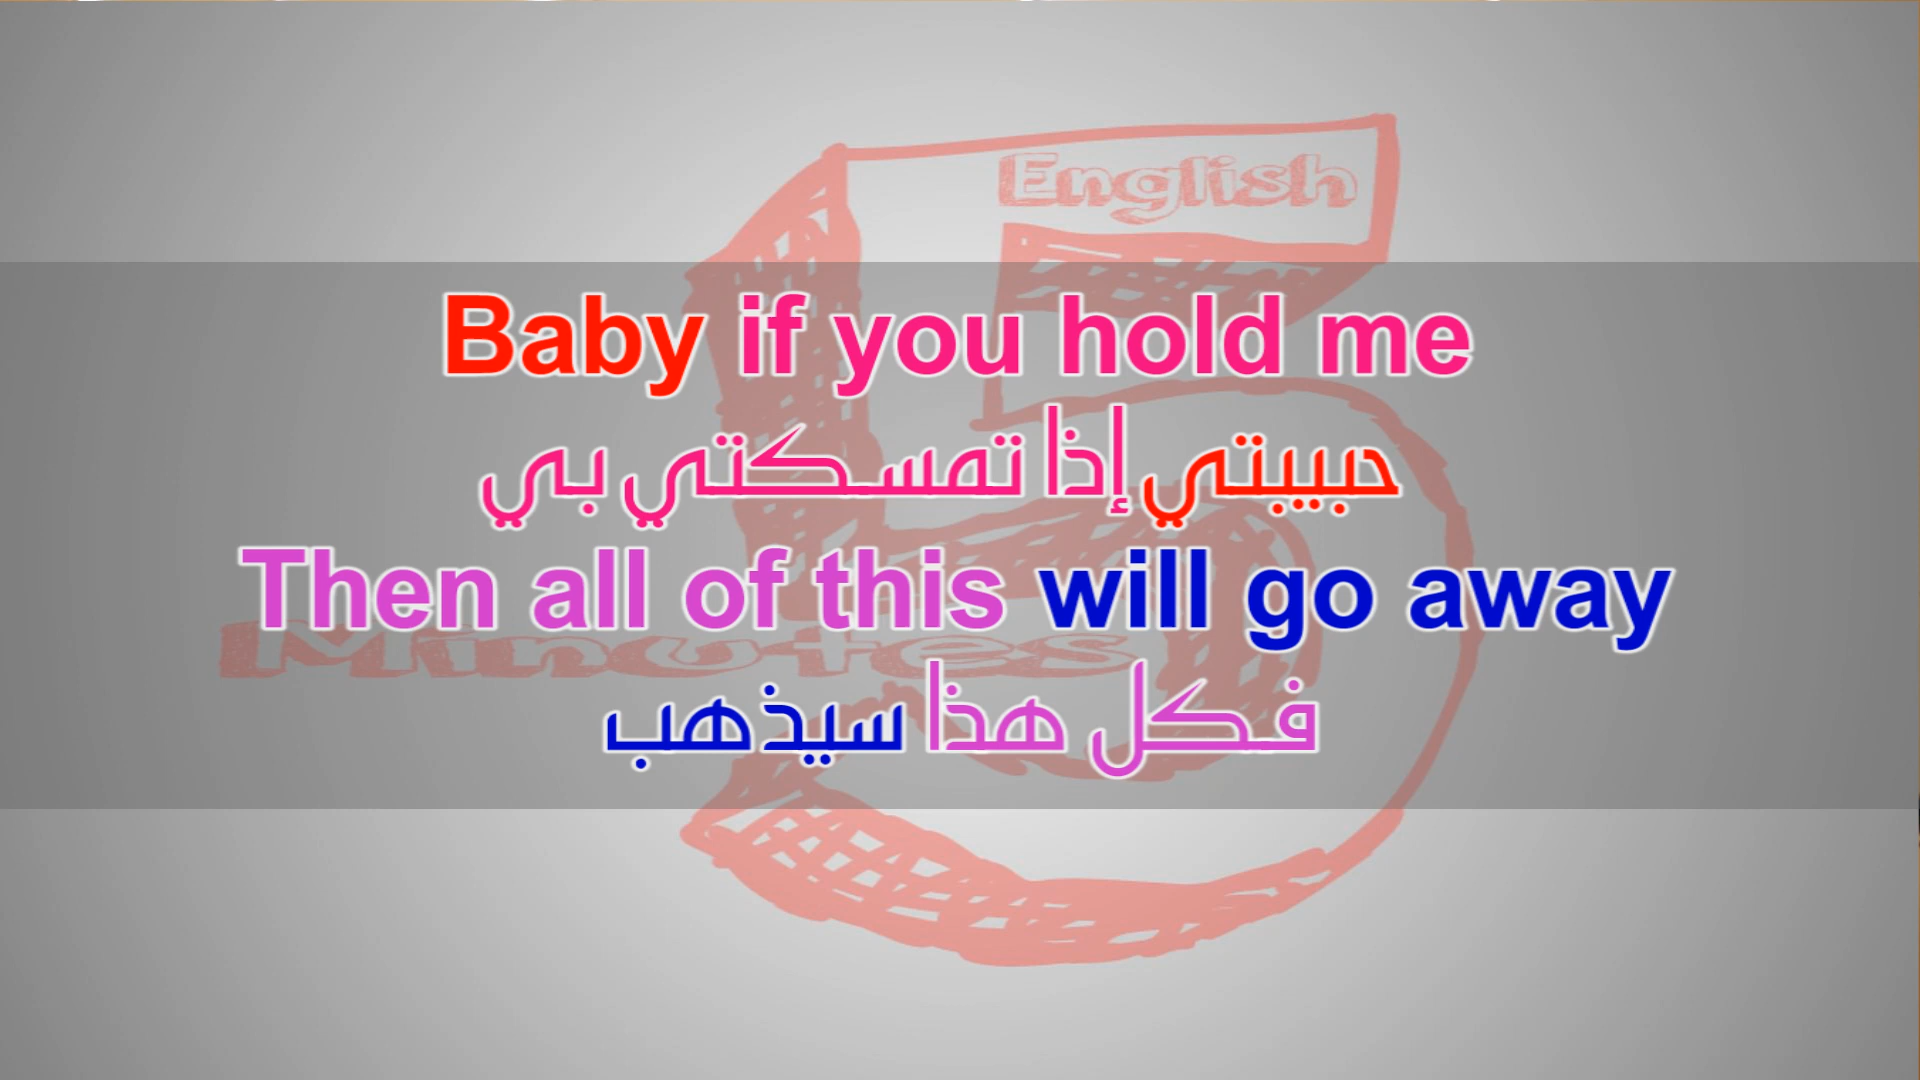 English
Baby if you hold me
حبيبتي إذا تمسكتي بي
Then all of this will go away
Minutes
فكل هذا سيذهب